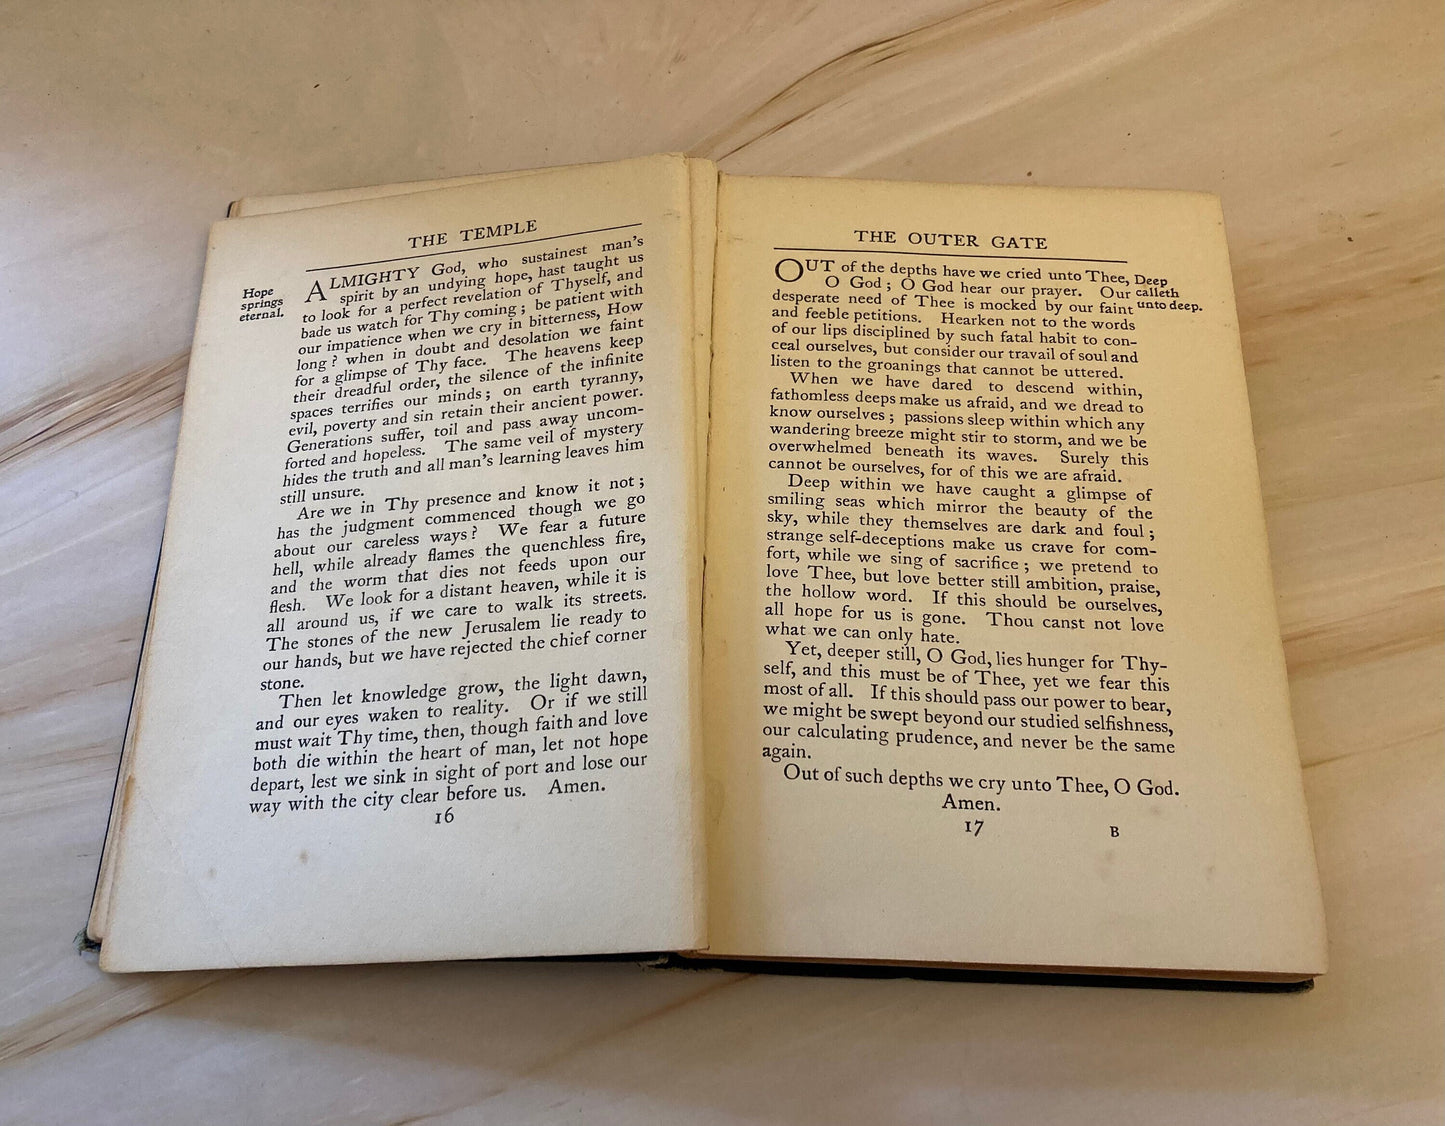 THE TEMPLE
Hope
springs
eternal.
ALMIGHTY God, who sustainest man's
spirit by an undying hope, hast taught us
to look for a perfect revelation of Thyself, and
bade us watch for Thy coming; be patient with
our impatience when we cry in bitterness, How
long? when in doubt and desolation we faint
for a glimpse of Thy face. The heavens keep
their dreadful order, the silence of the infinite
spaces terrifies our minds; on earth tyranny,
evil, poverty and sin retain their ancient power.
Generations suffer, toil and pass away uncom-
forted and hopeless. The same veil of mystery
hides the truth and all man's learning leaves him
still unsure.
Are we in Thy presence and know it not;
has the judgment commenced though we go
about our careless ways? We fear a future
hell, while already flames the quenchless fire,
and the worm that dies not feeds upon our
flesh. We look for a distant heaven, while it is
all around us, if we care to walk its streets.
The stones of the new Jerusalem lie ready to
our hands, but we have rejected the chief corner
stone.
Then let knowledge grow, the light dawn,
and our eyes waken to reality. Or if we still
must wait Thy time, then, though faith and love
both die within the heart of man, let not hope
depart, lest we sink in sight of port and lose our
way with the city clear before us. Amen.
16
THE OUTER GATE
OUT of the depths have we cried unto Thee,
O God; O God hear our prayer. Our
desperate need of Thee is mocked by our faint
and feeble petitions. Hearken not to the words
of our lips disciplined by such fatal habit to con-
ceal ourselves, but consider our travail of soul and
listen to the groanings that cannot be uttered.
Deep
calleth
unto deep.
When we have dared to descend within,
fathomless deeps make us afraid, and we dread to
know ourselves; passions sleep within which any
wandering breeze might stir to storm, and we be
overwhelmed beneath its waves. Surely this
cannot be ourselves, for of this we are afraid.
Deep within we have caught a glimpse of
smiling seas which mirror the beauty of the
sky, while they themselves are dark and foul;
strange self-deceptions make us crave for com-
fort, while we sing of sacrifice; we pretend to
love Thee, but love better still ambition, praise,
the hollow word. If this should be ourselves,
all hope for us is gone. Thou canst not love
what we can only hate.
Yet, deeper still, O God, lies hunger for Thy-
self, and this must be of Thee, yet we fear this
most of all. If this should pass our power to bear,
we might be swept beyond our studied selfishness,
our calculating prudence, and never be the same
again.
Out of such depths we cry unto Thee, O God.
Amen.
17
B